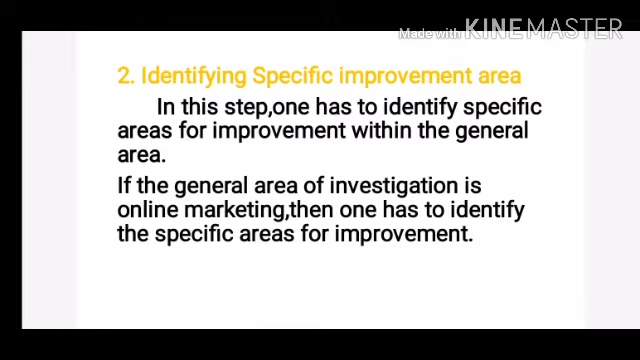 Made with KINEMASTER
2. Identifying Specific improvement area
In this step,one has to identify specific
areas for improvement within the general
area.
If the general area of investigation is
online marketing,then one has to identify
the specific areas for improvement.